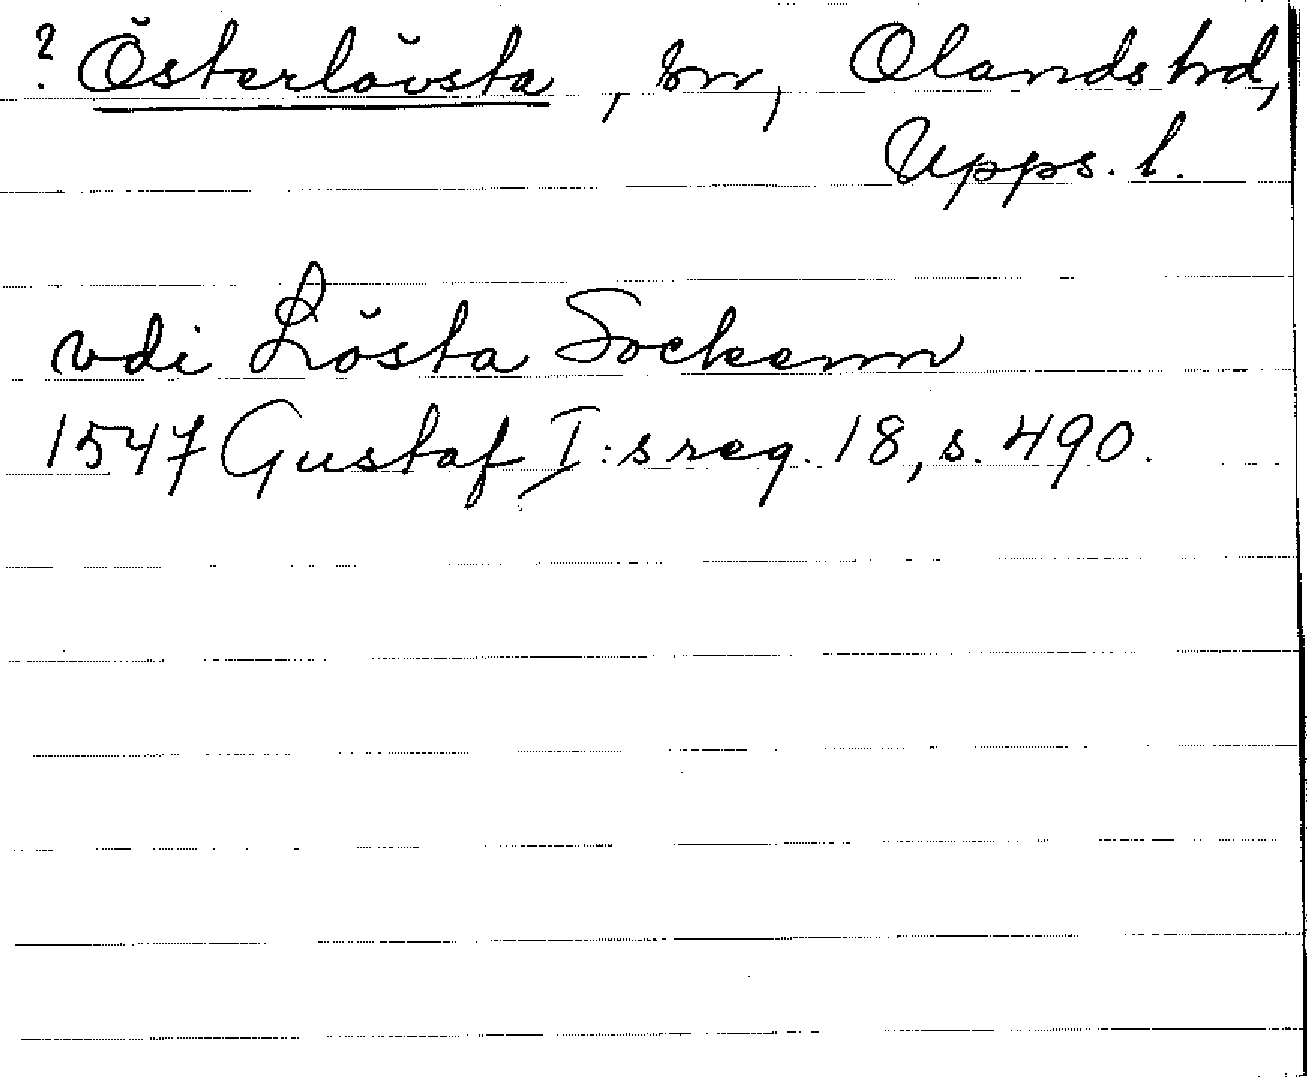 ? Österlövsta, sn, Olands hd,
Upps. l.
vdi Lösta Sockenn
1547 Gustaf I:s reg. 18, s. 490.